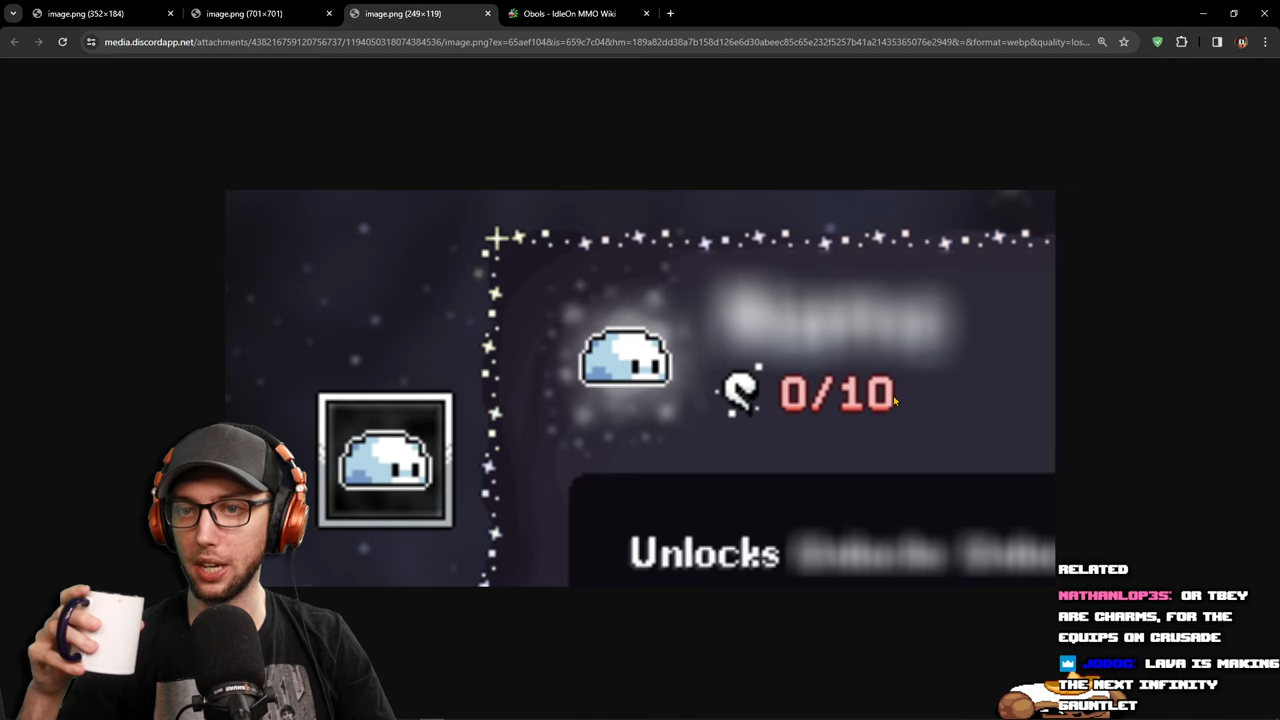 image.png (352×184)
image.png (701×701)
image.png (249×119)
Obols - IdleOn MMO Wiki
media.discordapp.net/attachments/438216759120756737/1194050318074384536/image.png?ex=65aef104&is=659c7c04&hm=189a82dd38a7b158d126e6d30abeec85c65e232f5257b41a21435365076e2949&=&format=webp&quality=los...
0/10
Unlocks
RELATED
NATHANLOP3S: OR TBEY
ARE CHARMS, FOR THE
EQUIPS ON CRUSADE
LAVA IS MAKING
THE NEXT INFINITY
GAUNTLET